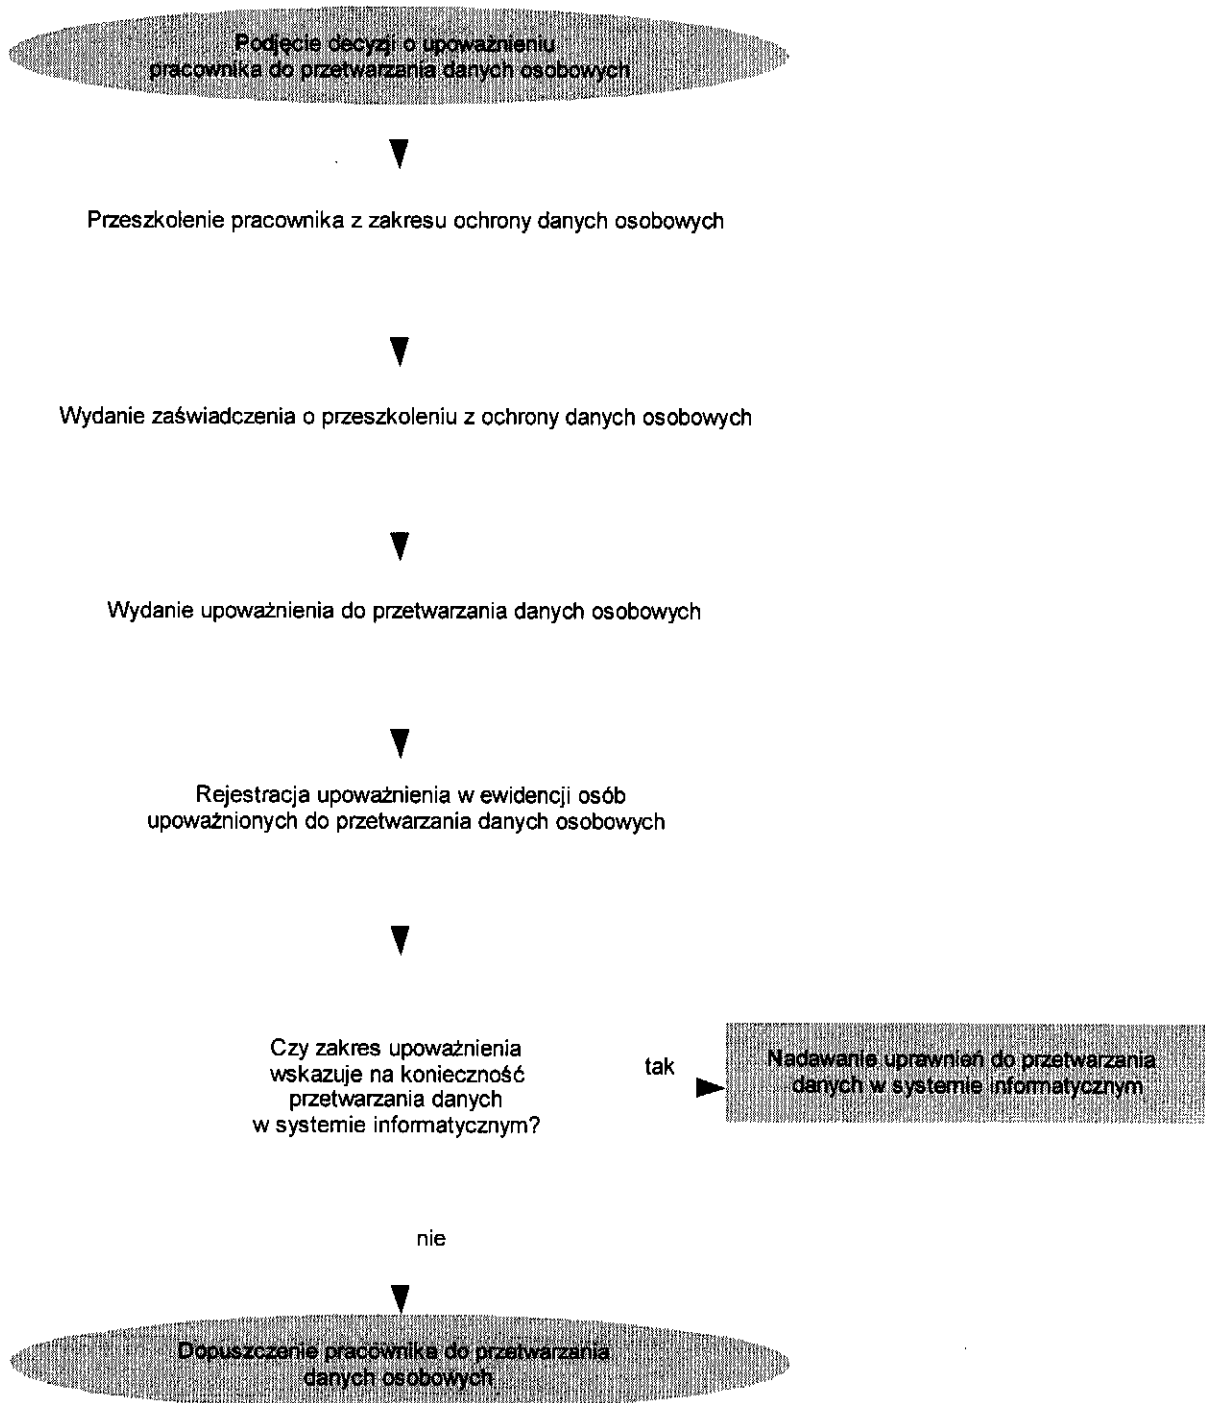 Podjęcie decyzji o upoważnieniu
pracownika do przetwarzania danych osobowych
Przeszkolenie pracownika z zakresu ochrony danych osobowych
Wydanie zaświadczenia o przeszkoleniu z ochrony danych osobowych
Wydanie upoważnienia do przetwarzania danych osobowych
Rejestracja upoważnienia w ewidencji osób
upoważnionych do przetwarzania danych osobowych
Czy zakres upoważnienia
wskazuje na konieczność
przetwarzania danych
w systemie informatycznym?
tak
Nadawanie uprawnień do przetwarzania
danych w systemie informatycznym
nie
Dopuszczenie pracownika do przetwarzania
danych osobowych